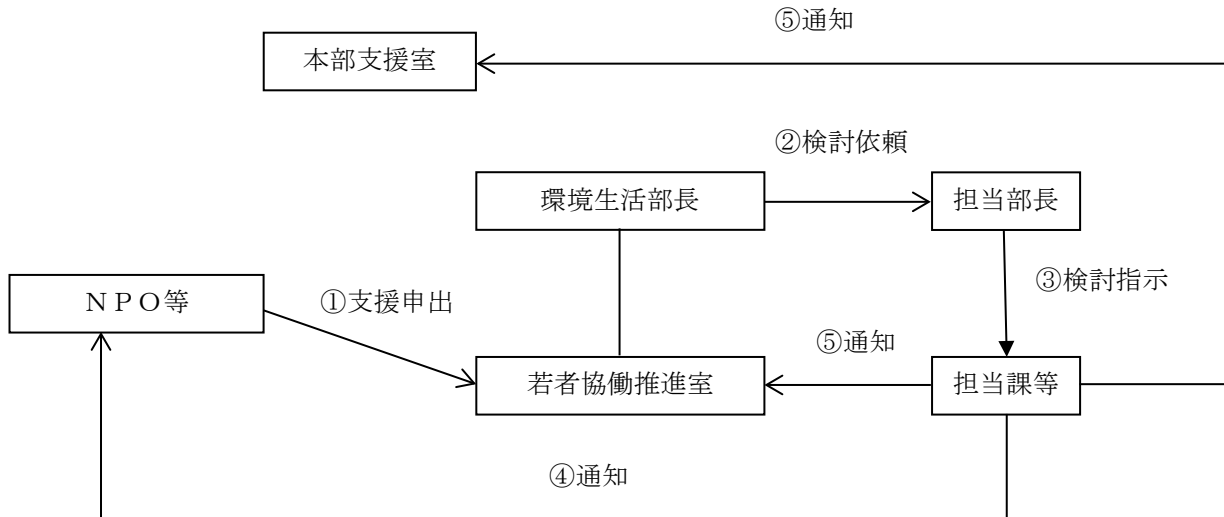 ⑤通知
本部支援室
②検討依頼
環境生活部長
担当部長
③検討指示
ＮＰＯ等
①支援申出
⑤通知
若者協働推進室
担当課等
④通知